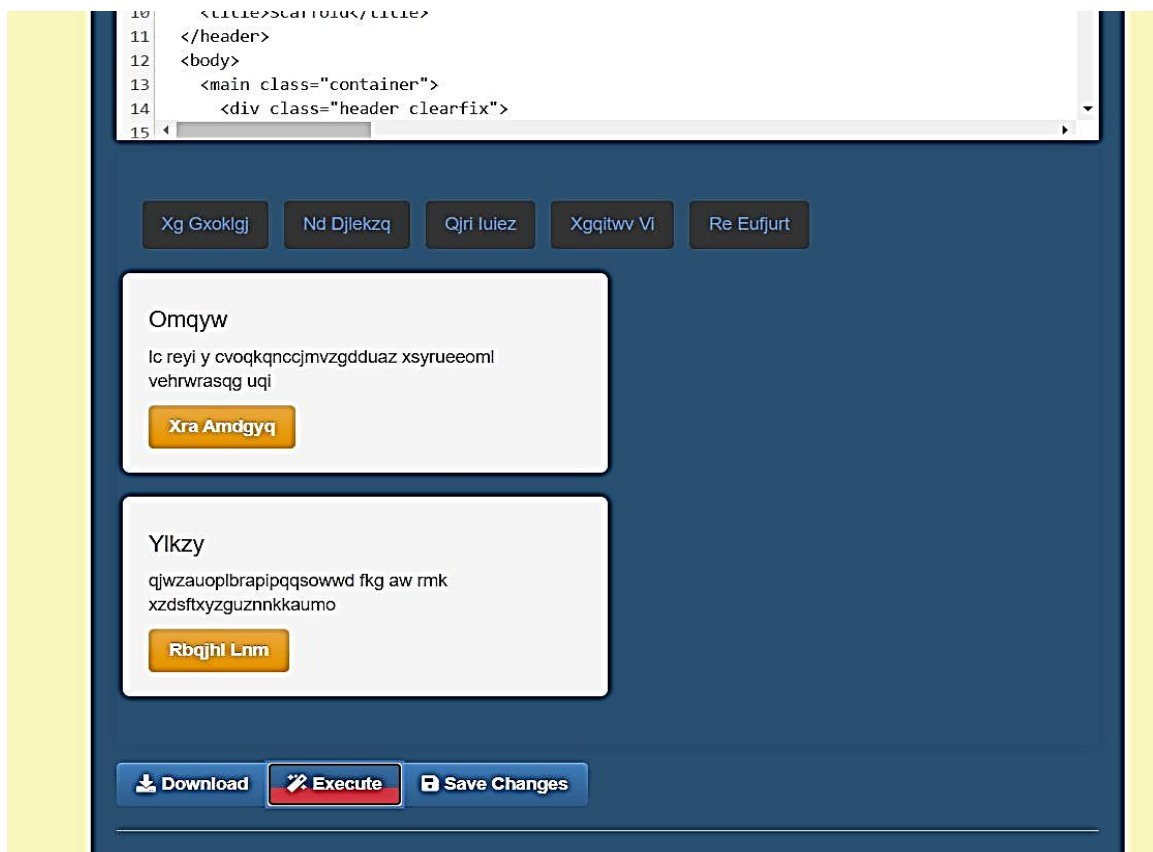 10 <title>Scaffold</title>
11 </header>
12 <body>
13 <main class="container">
14 <div class="header clearfix">
15
Xg Gxoklgj Nd Djlekzq Qjri Iuiez Xgqitwv Vi Re Eufjurt
Omqyw
lc reyi y cvoqkqnccjmvzgdduaz xsyrueeoml
vehrwrasqg uqi
Xra Amdgyq
Ylkzy
qjwzauoplbrapipqqsowwd fkg aw rmk
xzdsftxyzguznnkkaumo
Rbqjhl Lnm
Download Execute Save Changes